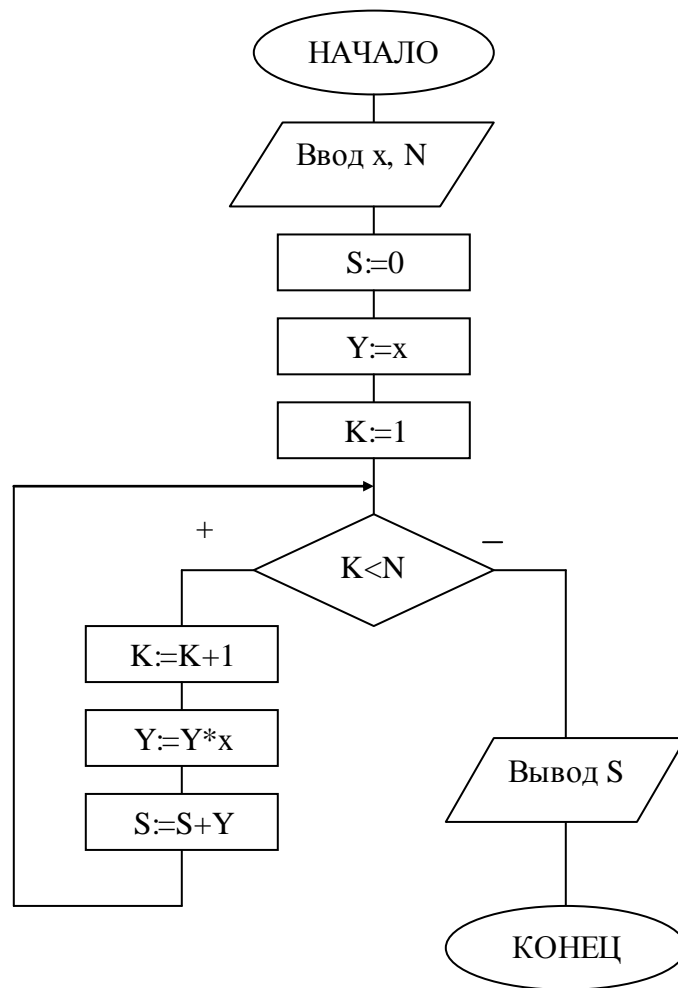 НАЧАЛО
Ввод x, N
S:=0
Y:=x
K:=1
+
–
K<N
K:=K+1
Y:=Y*x
S:=S+Y
Вывод S
КОНЕЦ